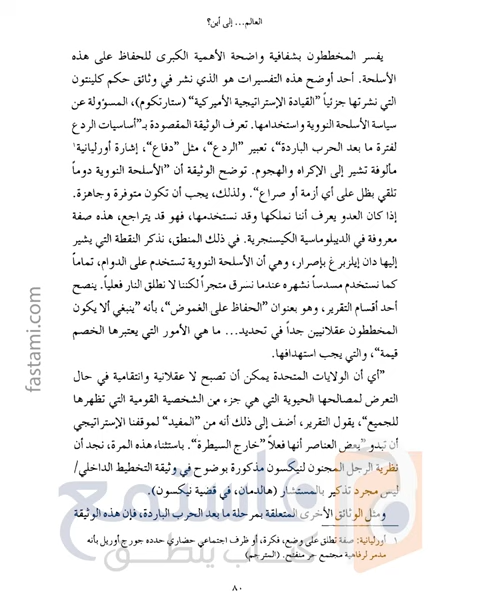 العالم... إلى أين؟
يفسر المخططون بشفافية واضحة الأهمية الكبرى للحفاظ على هذه
الأسلحة. أحد أوضح هذه التفسيرات هو الذي نشر في وثائق حكم كلينتون
التي نشرتها جزئياً "القيادة الإستراتيجية الأميركية" (ستارتكوم)، المسؤولة عن
سياسة الأسلحة النووية واستخدامها. تعرف الوثيقة المقصودة بـ"أساسيات الردع
لفترة ما بعد الحرب الباردة"، تعبير "الردع"، مثل "دفاع"، إشارة أورليانية¹
مألوفة تشير إلى الإكراه والهجوم. توضح الوثيقة أن "الأسلحة النووية دوماً
تلقي بظل على أي أزمة أو صراع". ولذلك، يجب أن تكون متوفرة وجاهزة.
إذا كان العدو يعرف أننا نملكها وقد نستخدمها، فهو قد يتراجع، هذه صفة
معروفة في الديبلوماسية الكيسنجرية. في ذلك المنطق، نذكر النقطة التي يشير
إليها دان إيلزبرغ بإصرار، وهي أن الأسلحة النووية تستخدم على الدوام، تماماً
كما نستخدم مسدساً نشهره عندما نسرق متجراً لكننا لا نطلق النار فعلياً. ينصح
أحد أقسام التقرير، وهو بعنوان "الحفاظ على الغموض"، بأنه "ينبغي ألا يكون
المخططون عقلانيين جداً في تحديد... ما هي الأمور التي يعتبرها الخصم
قيمة"، والتي يجب استهدافها.
"أي أن الولايات المتحدة يمكن أن تصبح لا عقلانية وانتقامية في حال
التعرض لمصالحها الحيوية التي هي جزء من الشخصية القومية التي تظهرها
للجميع"، يقول التقرير، أضف إلى ذلك أنه من "المفيد" لموقفنا الإستراتيجي
أن تبدو "بعض العناصر أنها فعلاً "خارج السيطرة". باستثناء هذه المرة، نجد أن
نظرية الرجل المجنون لنيكسون مذكورة بوضوح في وثيقة التخطيط الداخلي/
ليس مجرد تذكير بالمستشار (هالدمان، في قضية نيكسون).
ومثل الوثائق الأخرى المتعلقة بمرحلة ما بعد الحرب الباردة، فإن هذه الوثيقة
١ أورليانية: صفة تطلق على وضع، فكرة، أو ظرف اجتماعي حضاري حدده جورج أوريل بأنه
مدمر لرفاهية مجتمع حر منفتح. (المترجم)
٨٠
fastami.com
فاسمع
كتاب ينطق